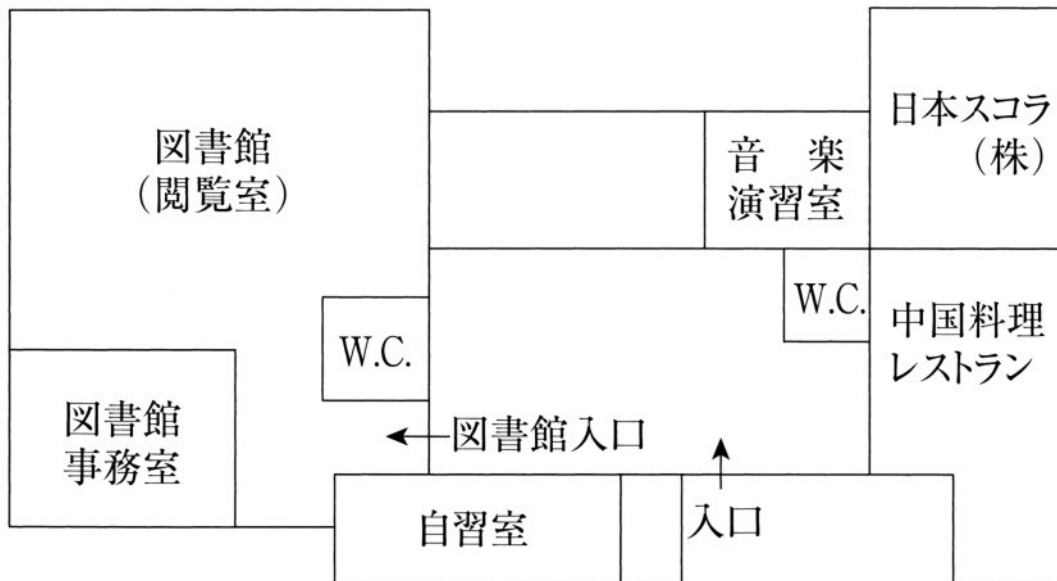 図書館
（閲覧室）
音 楽
演習室
日本スコラ
（株）
W.C.
W.C.
中国料理
レストラン
図書館
事務室
図書館入口
自習室
入口